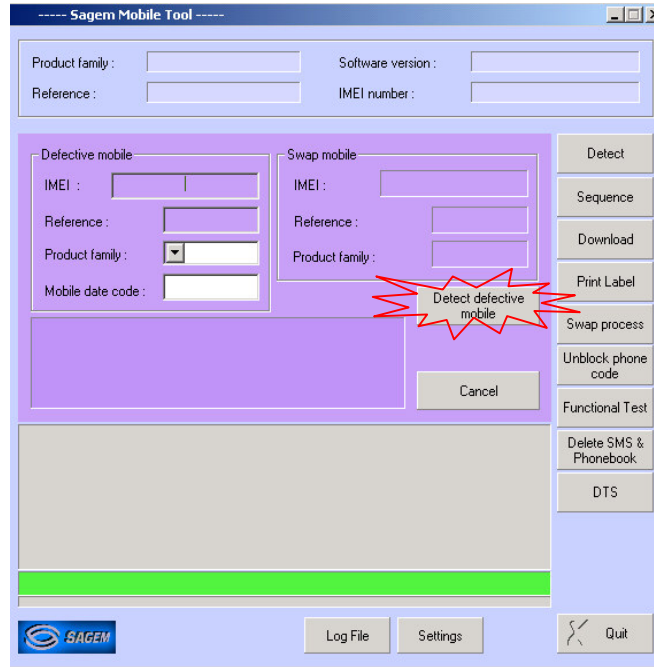 ----- Sagem Mobile Tool -----
Product family :
Software version :
Reference :
IMEI number :
Defective mobile
IMEI :
Reference :
Product family :
Mobile date code :
Swap mobile
IMEI :
Reference :
Product family :
Detect defective
mobile
Cancel
Detect
Sequence
Download
Print Label
Swap process
Unblock phone
code
Functional Test
Delete SMS &
Phonebook
DTS
SAGEM
Log File
Settings
Quit